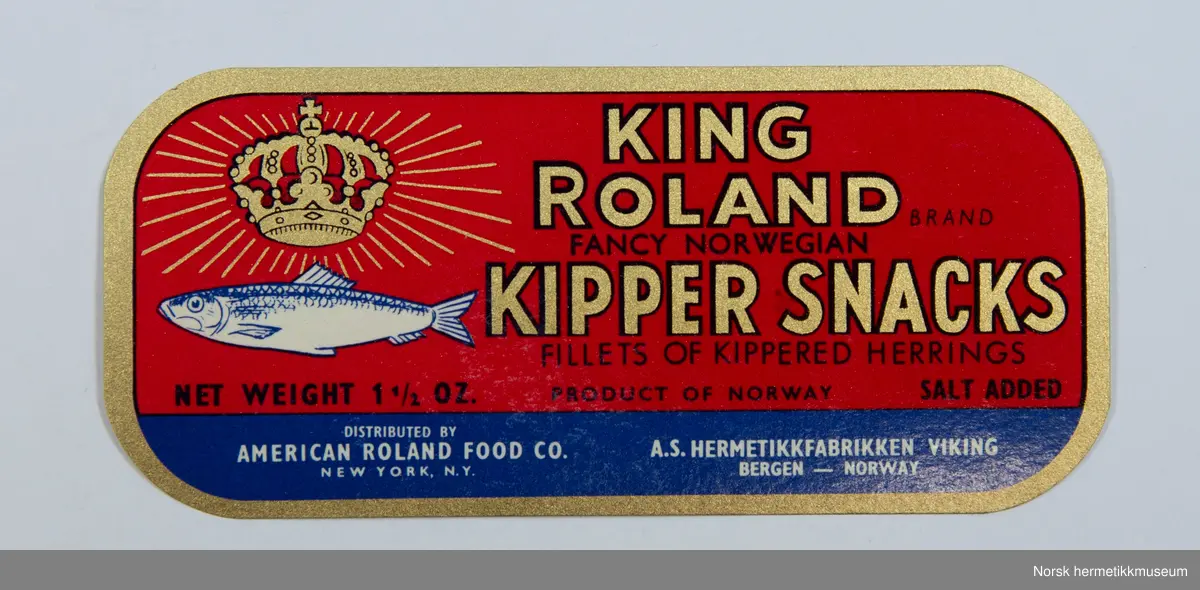 KING
ROLAND BRAND
FANCY NORWEGIAN
KIPPER SNACKS
FILLETS OF KIPPERED HERRINGS
NET WEIGHT 1 1/2 OZ. PRODUCT OF NORWAY SALT ADDED
DISTRIBUTED BY
AMERICAN ROLAND FOOD CO.
NEW YORK, N.Y.
A.S. HERMETIKKFABRIKKEN VIKING
BERGEN — NORWAY
Norsk hermetikkmuseum